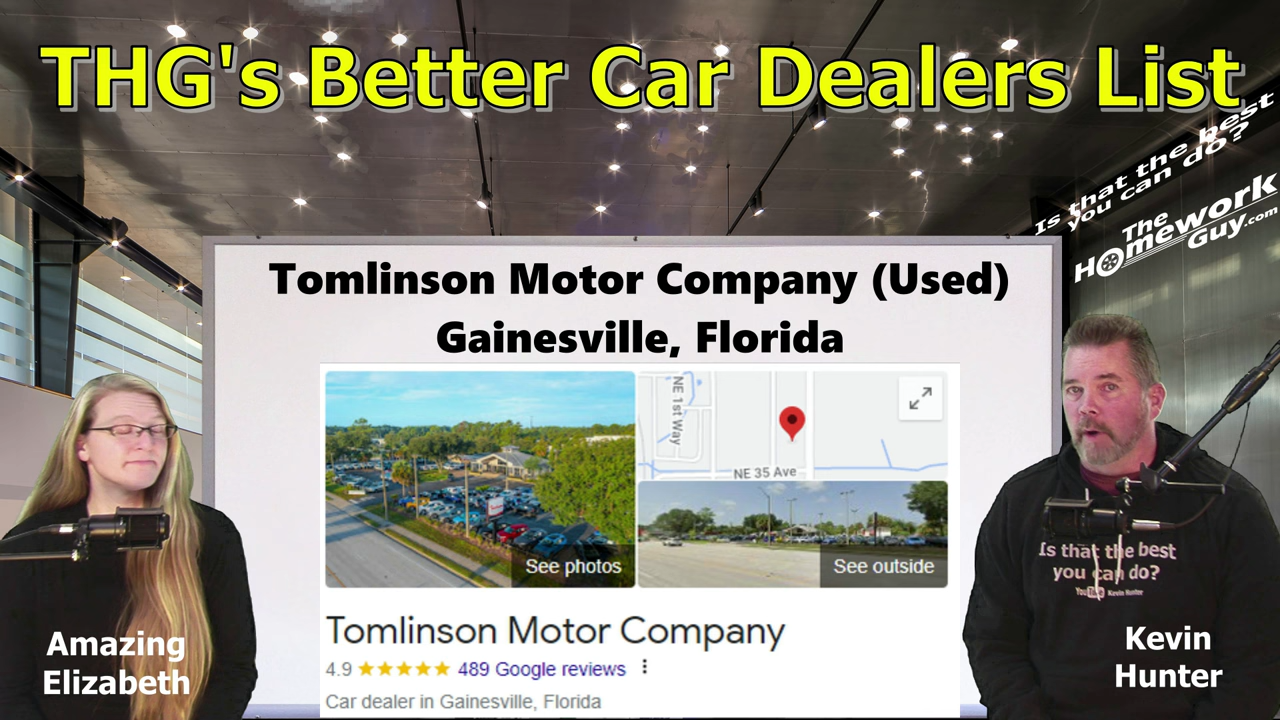 THG's Better Car Dealers List
Is that the best
you can do?
The
Homework
Guy.com
Tomlinson Motor Company (Used)
Gainesville, Florida
NE 1st Way
NE 35 Ave
See photos
See outside
Tomlinson Motor Company
4.9
489 Google reviews
Car dealer in Gainesville, Florida
Is that the best
you can do?
YouTube Kevin Hunter
Amazing
Elizabeth
Kevin
Hunter